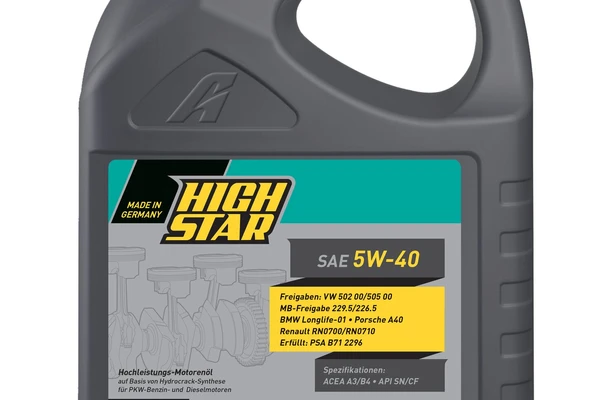 MADE IN
GERMANY
HIGH
STAR
SAE 5W-40
Freigaben: VW 502 00/505 00
MB-Freigabe 229.5/226.5
BMW Longlife-01 • Porsche A40
Renault RN0700/RN0710
Erfüllt: PSA B71 2296
Hochleistungs-Motorenöl
auf Basis von Hydrocrack-Synthese
für PKW-Benzin- und Dieselmotoren
Spezifikationen:
ACEA A3/B4 • API SN/CF